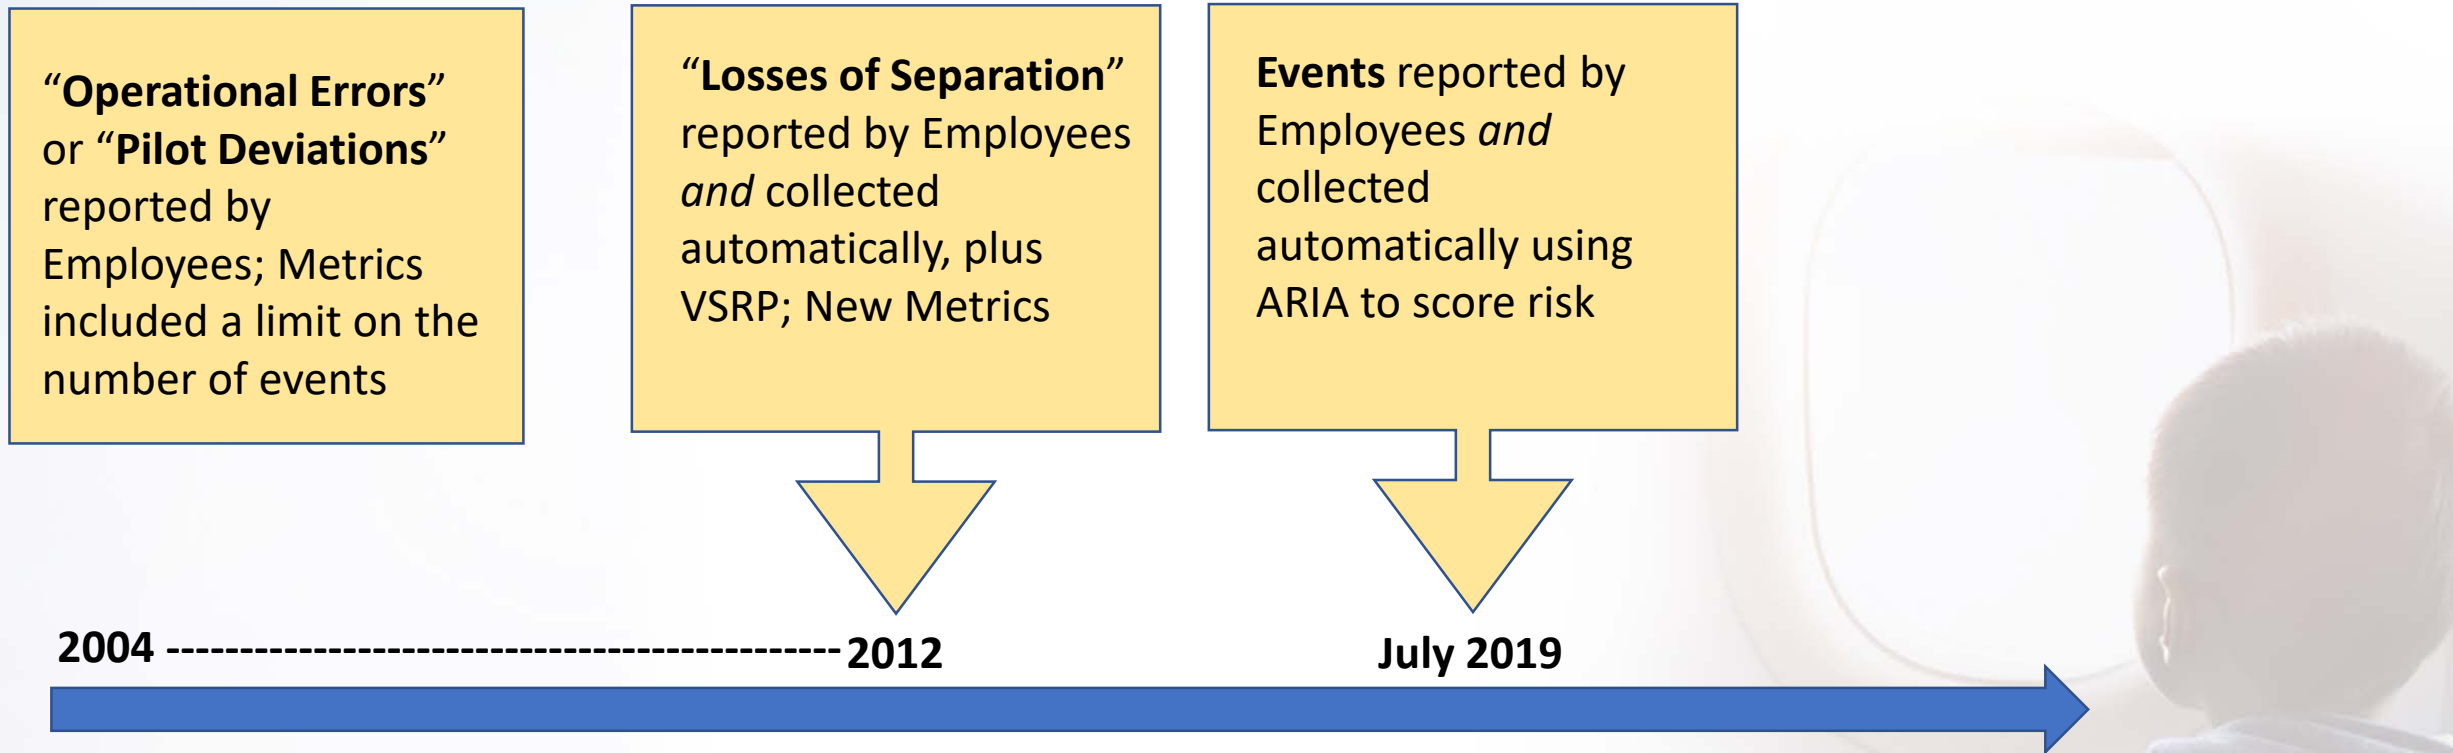 “Operational Errors”
or “Pilot Deviations”
reported by
Employees; Metrics
included a limit on the
number of events
“Losses of Separation”
reported by Employees
and collected
automatically, plus
VSRP; New Metrics
Events reported by
Employees and
collected
automatically using
ARIA to score risk
2004 ----------------------------------------------- 2012
July 2019